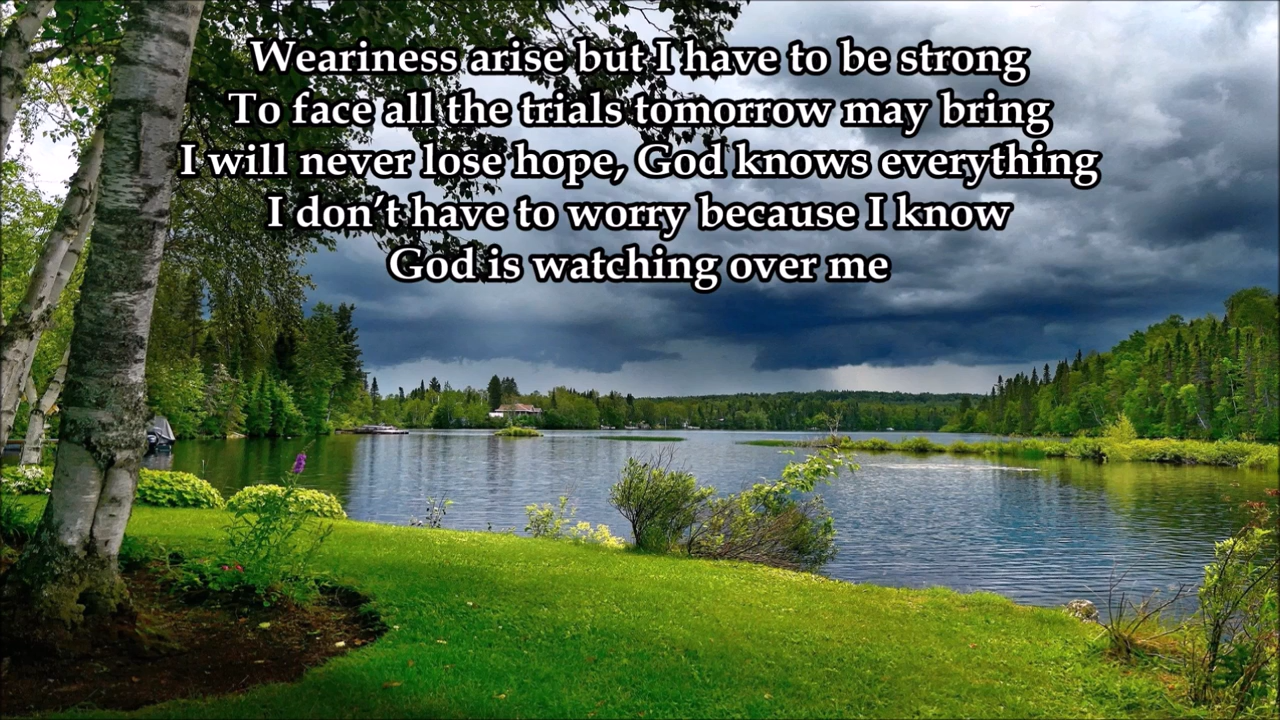 Weariness arise but I have to be strong
To face all the trials tomorrow may bring
I will never lose hope, God knows everything
I don’t have to worry because I know
God is watching over me